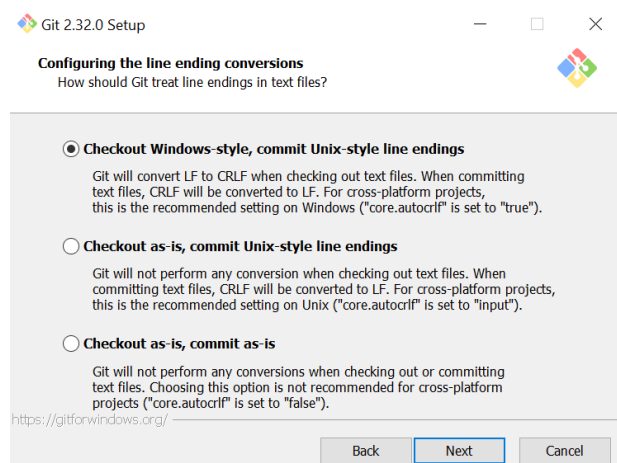 Git 2.32.0 Setup
Configuring the line ending conversions
How should Git treat line endings in text files?
Checkout Windows-style, commit Unix-style line endings
Git will convert LF to CRLF when checking out text files. When committing
text files, CRLF will be converted to LF. For cross-platform projects,
this is the recommended setting on Windows ("core.autocrlf" is set to "true").
Checkout as-is, commit Unix-style line endings
Git will not perform any conversion when checking out text files. When
committing text files, CRLF will be converted to LF. For cross-platform projects,
this is the recommended setting on Unix ("core.autocrlf" is set to "input").
Checkout as-is, commit as-is
Git will not perform any conversions when checking out or committing
text files. Choosing this option is not recommended for cross-platform
projects ("core.autocrlf" is set to "false").
https://gitforwindows.org/
Back Next Cancel